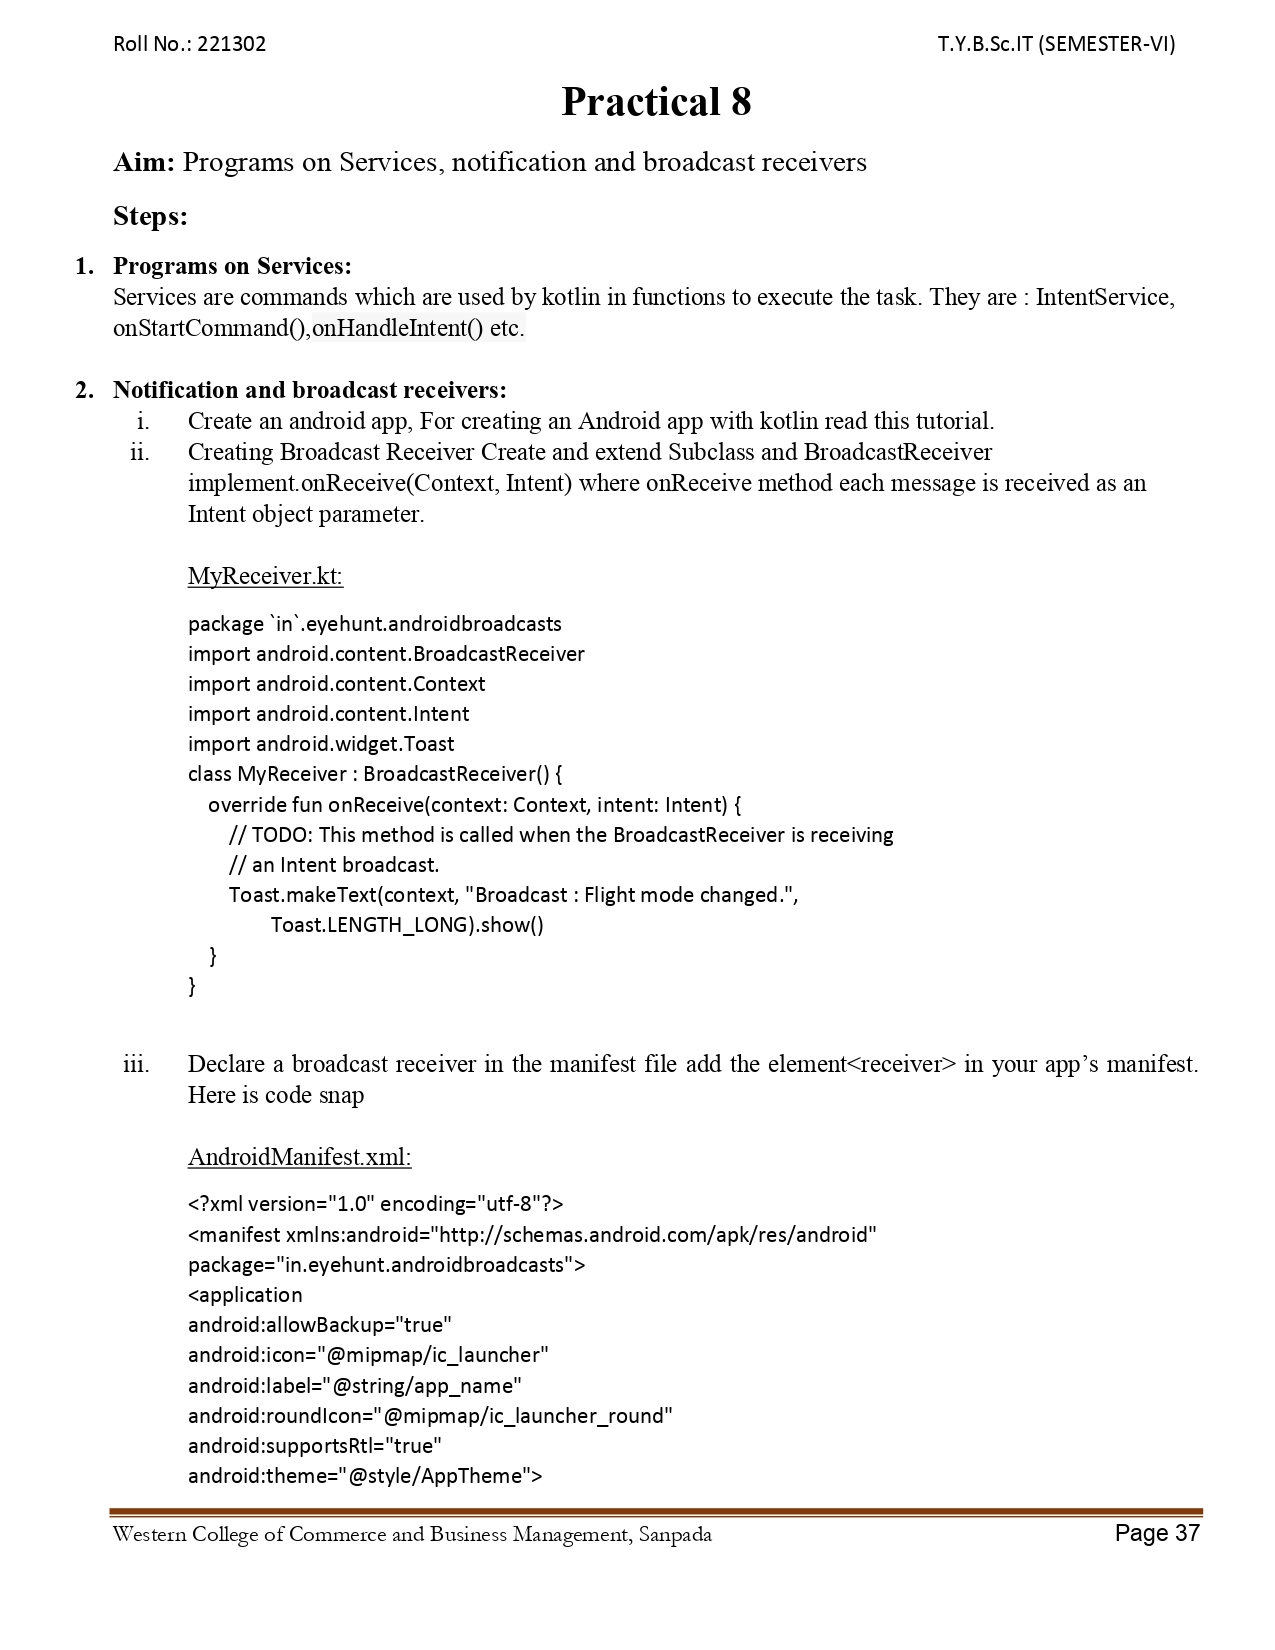 Roll No.: 221302 T.Y.B.Sc.IT (SEMESTER-VI)
Practical 8
Aim: Programs on Services, notification and broadcast receivers
Steps:
1. Programs on Services:
Services are commands which are used by kotlin in functions to execute the task. They are : IntentService,
onStartCommand(),onHandleIntent() etc.
2. Notification and broadcast receivers:
i. Create an android app, For creating an Android app with kotlin read this tutorial.
ii. Creating Broadcast Receiver Create and extend Subclass and BroadcastReceiver
implement.onReceive(Context, Intent) where onReceive method each message is received as an
Intent object parameter.
MyReceiver.kt:
package `in`.eyehunt.androidbroadcasts
import android.content.BroadcastReceiver
import android.content.Context
import android.content.Intent
import android.widget.Toast
class MyReceiver : BroadcastReceiver() {
override fun onReceive(context: Context, intent: Intent) {
// TODO: This method is called when the BroadcastReceiver is receiving
// an Intent broadcast.
Toast.makeText(context, "Broadcast : Flight mode changed.",
Toast.LENGTH_LONG).show()
}
}
iii. Declare a broadcast receiver in the manifest file add the element<receiver> in your app’s manifest.
Here is code snap
AndroidManifest.xml:
<?xml version="1.0" encoding="utf-8"?>
<manifest xmlns:android="http://schemas.android.com/apk/res/android"
package="in.eyehunt.androidbroadcasts">
<application
android:allowBackup="true"
android:icon="@mipmap/ic_launcher"
android:label="@string/app_name"
android:roundIcon="@mipmap/ic_launcher_round"
android:supportsRtl="true"
android:theme="@style/AppTheme">
Western College of Commerce and Business Management, Sanpada Page 37